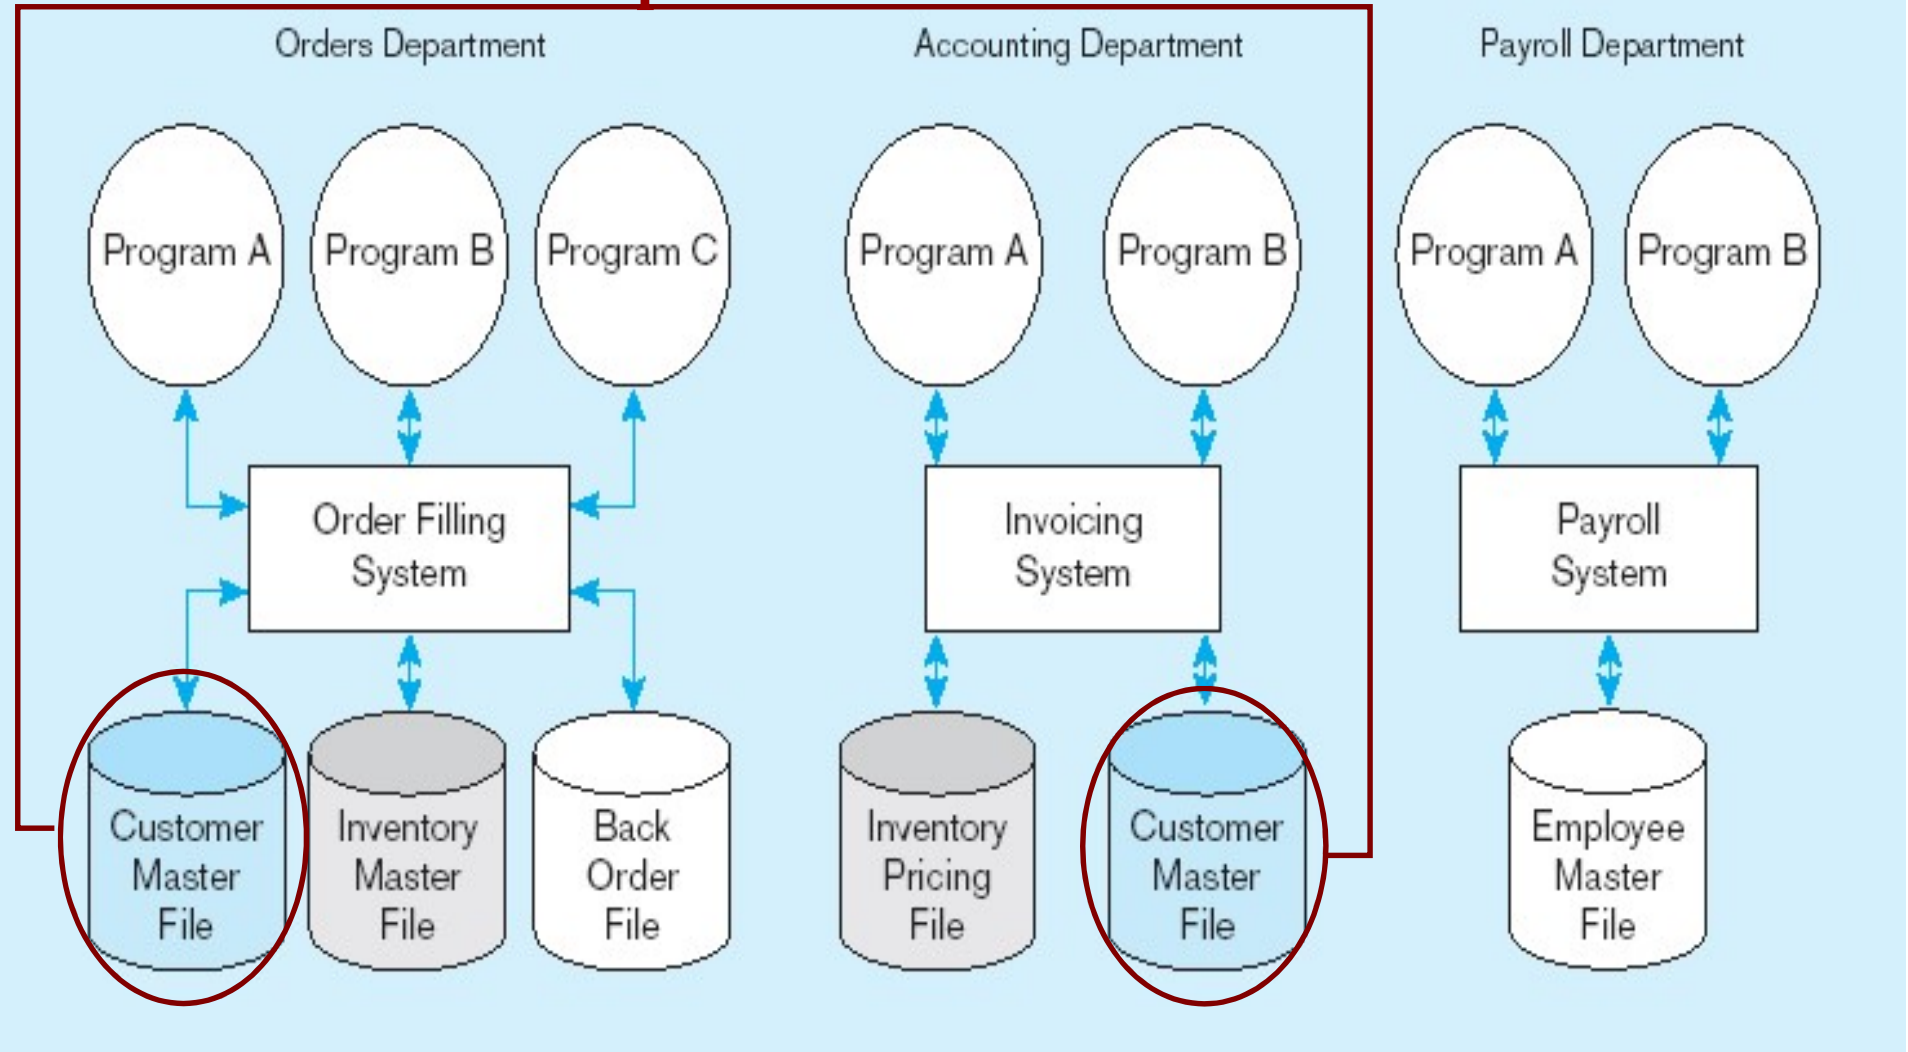 Orders Department
Accounting Department
Payroll Department
Program A
Program B
Program C
Program A
Program B
Program A
Program B
Order Filling
System
Invoicing
System
Payroll
System
Customer
Master
File
Inventory
Master
File
Back
Order
File
Inventory
Pricing
File
Customer
Master
File
Employee
Master
File